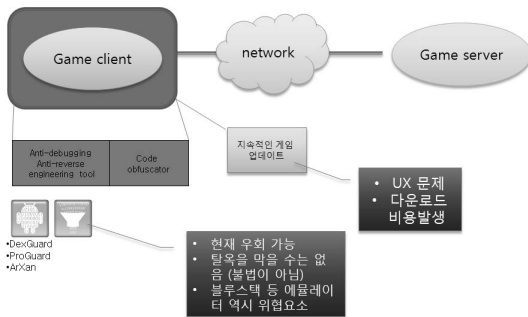 Game client
network
Game server
Anti-debugging
Anti-reverse
engineering tool
Code
obfuscator
지속적인 게임
업데이트
• UX 문제
• 다운로드
비용발생
•DexGuard
•ProGuard
•ArXan
• 현재 우회 가능
• 탈옥을 막을 수는 없
음 (불법이 아님)
• 블루스택 등 에뮬레이
터 역시 위협요소